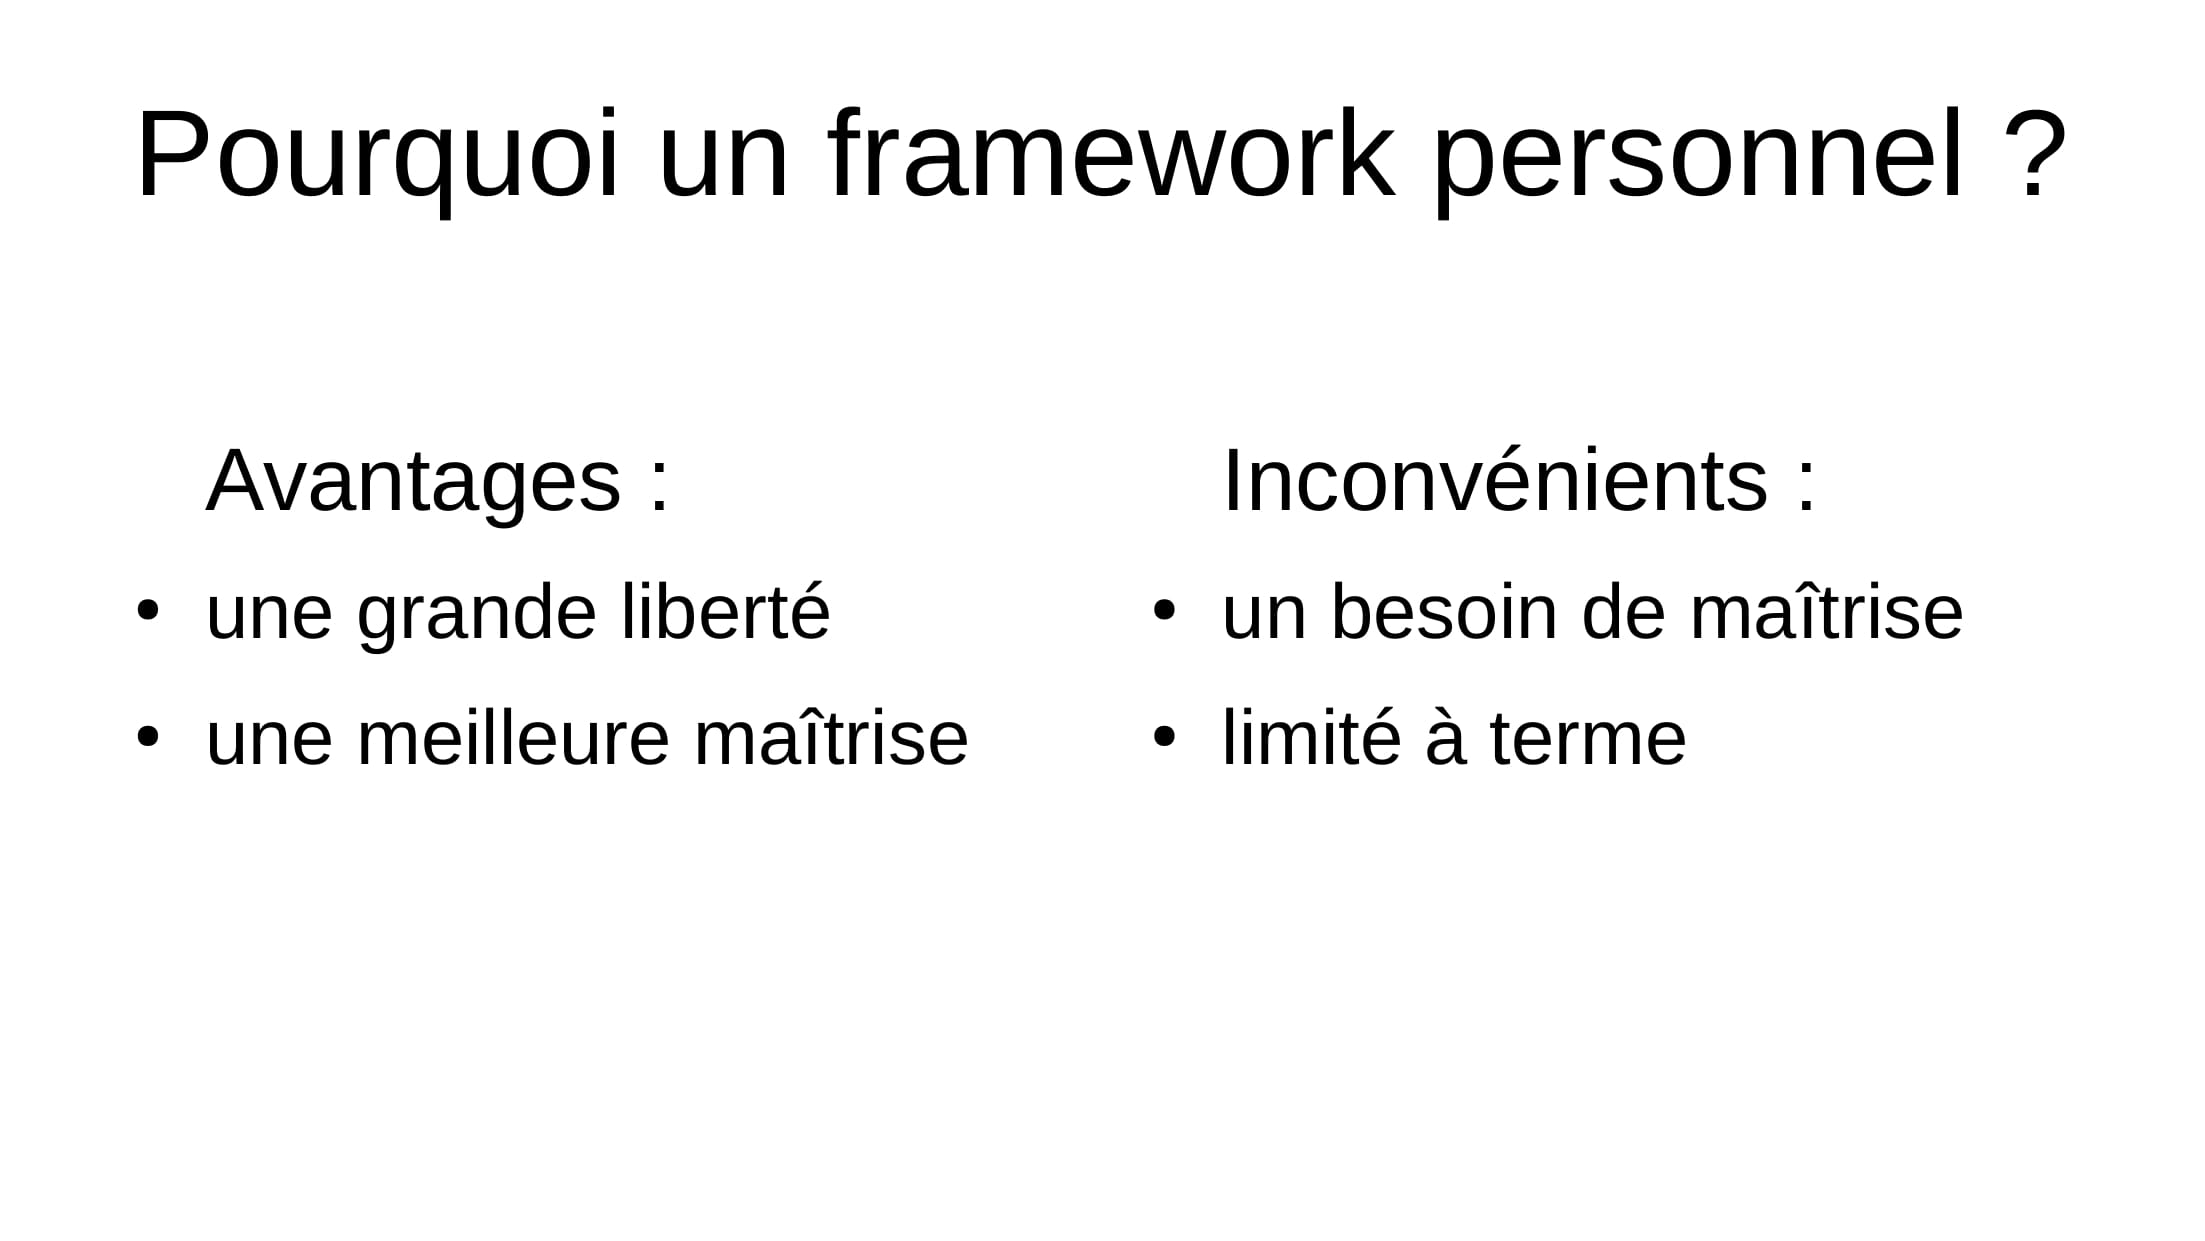 Pourquoi un framework personnel ?
Avantages :
• une grande liberté
• une meilleure maîtrise
Inconvénients :
• un besoin de maîtrise
• limité à terme